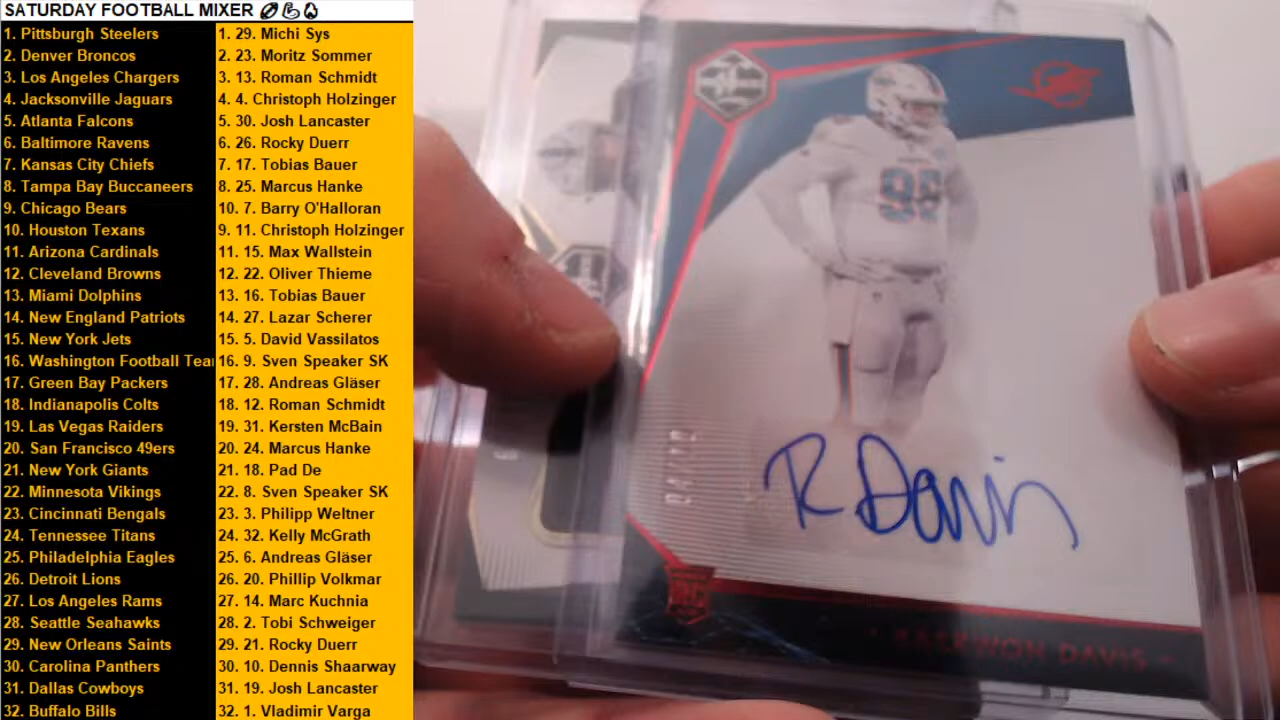 SATURDAY FOOTBALL MIXER
1. Pittsburgh Steelers
2. Denver Broncos
3. Los Angeles Chargers
4. Jacksonville Jaguars
5. Atlanta Falcons
6. Baltimore Ravens
7. Kansas City Chiefs
8. Tampa Bay Buccaneers
9. Chicago Bears
10. Houston Texans
11. Arizona Cardinals
12. Cleveland Browns
13. Miami Dolphins
14. New England Patriots
15. New York Jets
16. Washington Football Tear
17. Green Bay Packers
18. Indianapolis Colts
19. Las Vegas Raiders
20. San Francisco 49ers
21. New York Giants
22. Minnesota Vikings
23. Cincinnati Bengals
24. Tennessee Titans
25. Philadelphia Eagles
26. Detroit Lions
27. Los Angeles Rams
28. Seattle Seahawks
29. New Orleans Saints
30. Carolina Panthers
31. Dallas Cowboys
32. Buffalo Bills
1. 29. Michi Sys
2. 23. Moritz Sommer
3. 13. Roman Schmidt
4. 4. Christoph Holzinger
5. 30. Josh Lancaster
6. 26. Rocky Duerr
7. 17. Tobias Bauer
8. 25. Marcus Hanke
10. 7. Barry O'Halloran
9. 11. Christoph Holzinger
11. 15. Max Wallstein
12. 22. Oliver Thieme
13. 16. Tobias Bauer
14. 27. Lazar Scherer
15. 5. David Vassilatos
16. 9. Sven Speaker SK
17. 28. Andreas Gläser
18. 12. Roman Schmidt
19. 31. Kersten McBain
20. 24. Marcus Hanke
21. 18. Pad De
22. 8. Sven Speaker SK
23. 3. Philipp Weltner
24. 32. Kelly McGrath
25. 6. Andreas Gläser
26. 20. Phillip Volkmar
27. 14. Marc Kuchnia
28. 2. Tobi Schweiger
29. 21. Rocky Duerr
30. 10. Dennis Shaarway
31. 19. Josh Lancaster
32. 1. Vladimir Varga
R Davis
RAEKWON DAVIS